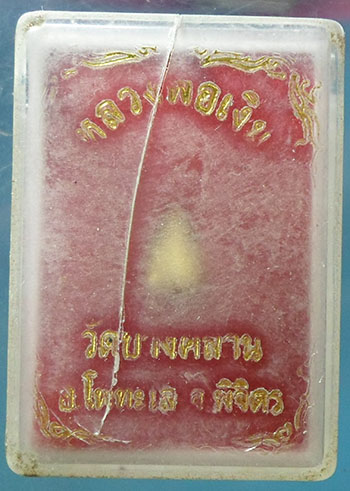 หลวงพ่อเงิน
วัดบางคลาน
อ.โพทะเล จ.พิจิตร